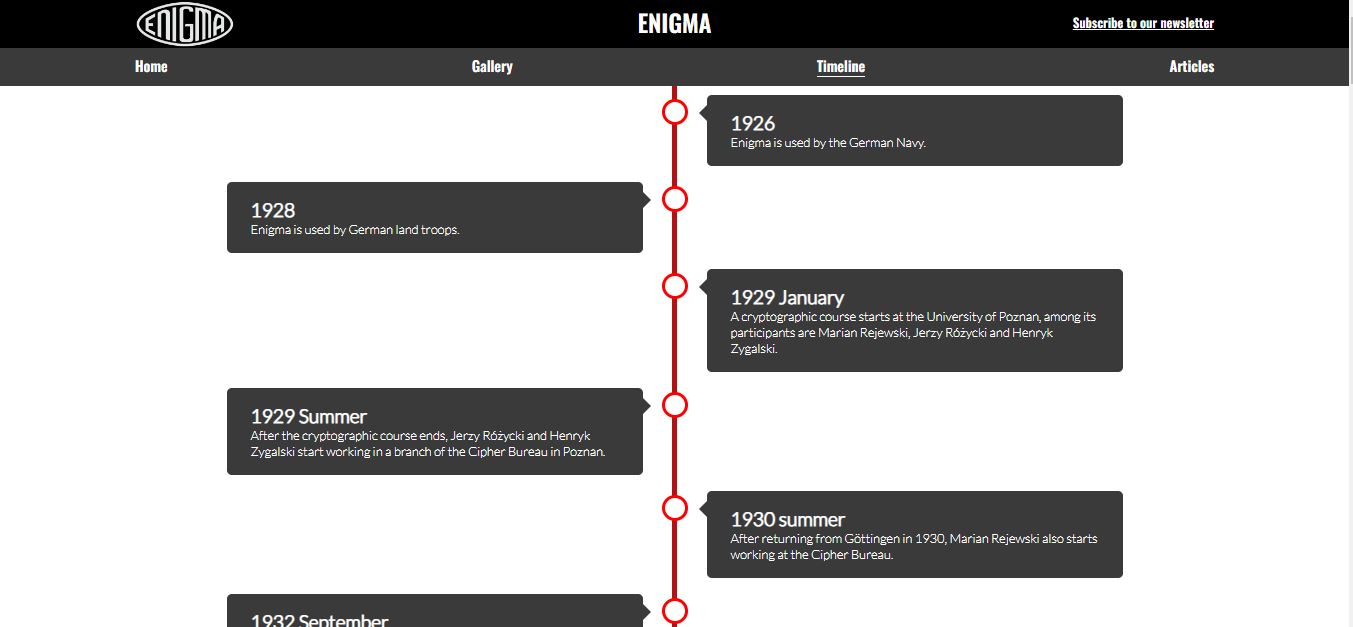 ENIGMA
ENIGMA
Subscribe to our newsletter
Home
Gallery
Timeline
Articles
1926
Enigma is used by the German Navy.
1928
Enigma is used by German land troops.
1929 January
A cryptographic course starts at the University of Poznan, among its
participants are Marian Rejewski, Jerzy Różycki and Henryk
Zygalski.
1929 Summer
After the cryptographic course ends, Jerzy Różycki and Henryk
Zygalski start working in a branch of the Cipher Bureau in Poznan.
1930 summer
After returning from Göttingen in 1930, Marian Rejewski also starts
working at the Cipher Bureau.
1932 September